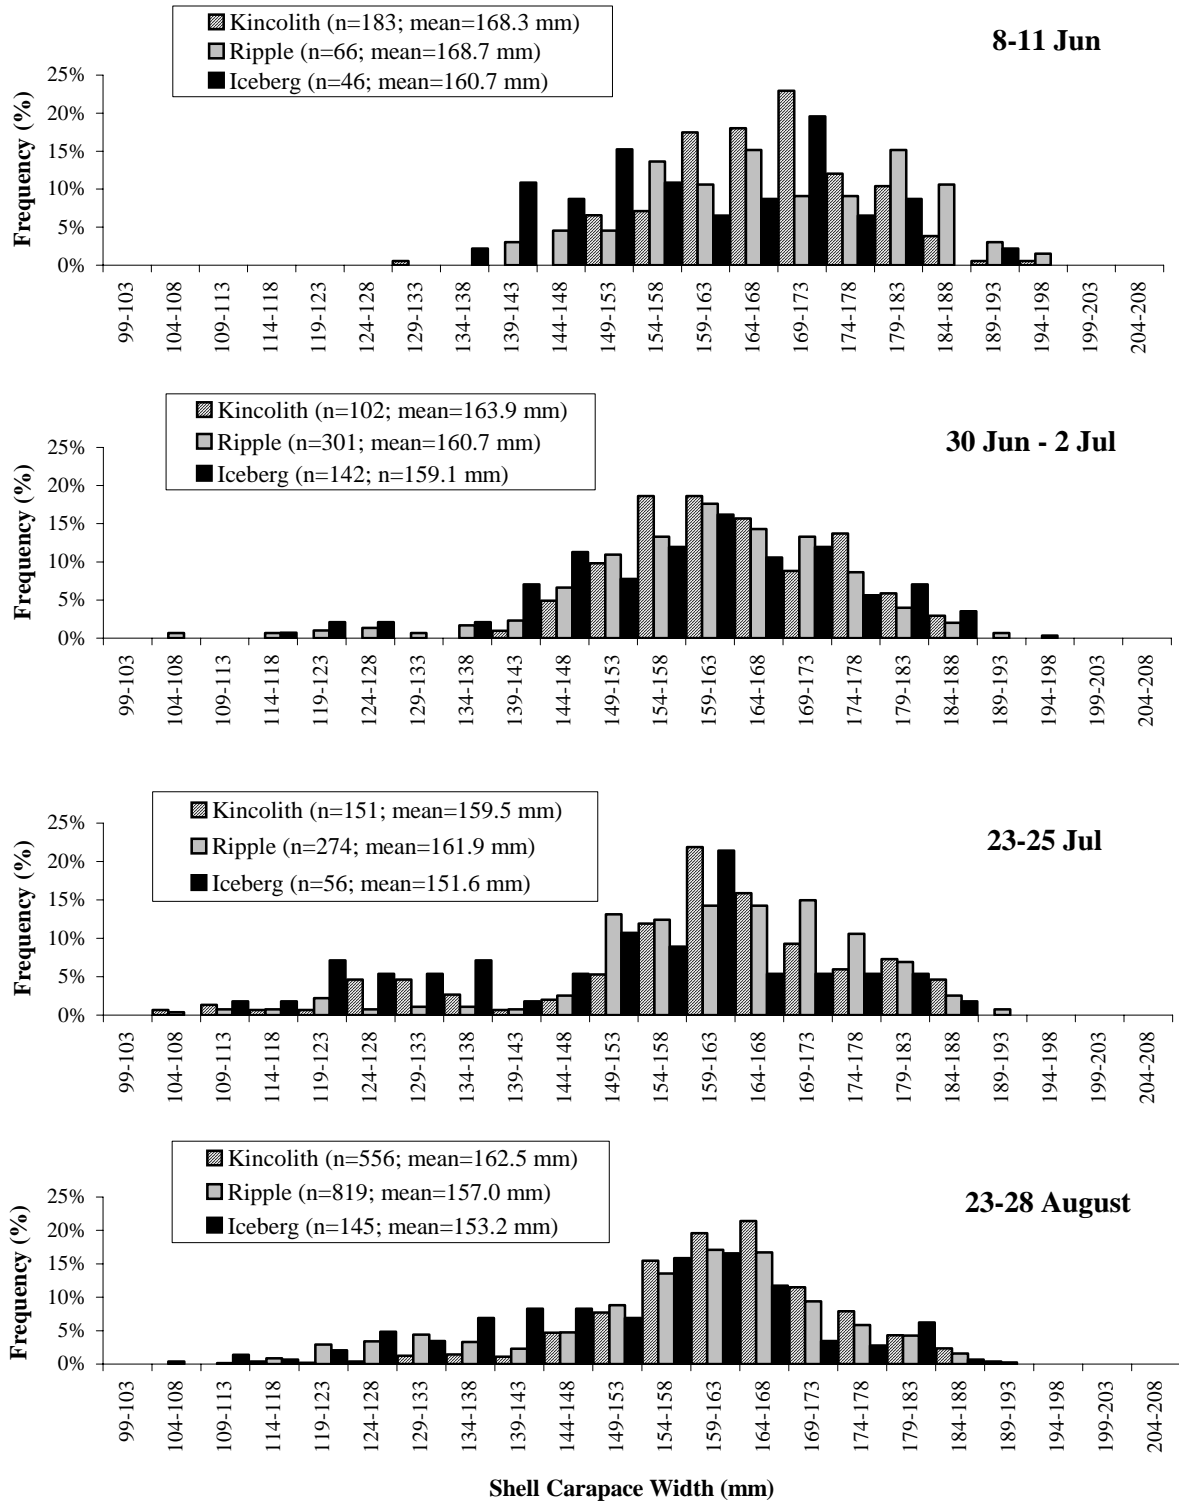 Kincolith (n=183; mean=168.3 mm)
Ripple (n=66; mean=168.7 mm)
Iceberg (n=46; mean=160.7 mm)
8-11 Jun
Frequency (%)
25%
20%
15%
10%
5%
0%
99-103 104-108 109-113 114-118 119-123 124-128 129-133 134-138 139-143 144-148 149-153 154-158 159-163 164-168 169-173 174-178 179-183 184-188 189-193 194-198 199-203 204-208
Kincolith (n=102; mean=163.9 mm)
Ripple (n=301; mean=160.7 mm)
Iceberg (n=142; n=159.1 mm)
30 Jun - 2 Jul
Frequency (%)
25%
20%
15%
10%
5%
0%
99-103 104-108 109-113 114-118 119-123 124-128 129-133 134-138 139-143 144-148 149-153 154-158 159-163 164-168 169-173 174-178 179-183 184-188 189-193 194-198 199-203 204-208
Kincolith (n=151; mean=159.5 mm)
Ripple (n=274; mean=161.9 mm)
Iceberg (n=56; mean=151.6 mm)
23-25 Jul
Frequency (%)
25%
20%
15%
10%
5%
0%
99-103 104-108 109-113 114-118 119-123 124-128 129-133 134-138 139-143 144-148 149-153 154-158 159-163 164-168 169-173 174-178 179-183 184-188 189-193 194-198 199-203 204-208
Kincolith (n=556; mean=162.5 mm)
Ripple (n=819; mean=157.0 mm)
Iceberg (n=145; mean=153.2 mm)
23-28 August
Frequency (%)
25%
20%
15%
10%
5%
0%
99-103 104-108 109-113 114-118 119-123 124-128 129-133 134-138 139-143 144-148 149-153 154-158 159-163 164-168 169-173 174-178 179-183 184-188 189-193 194-198 199-203 204-208
Shell Carapace Width (mm)